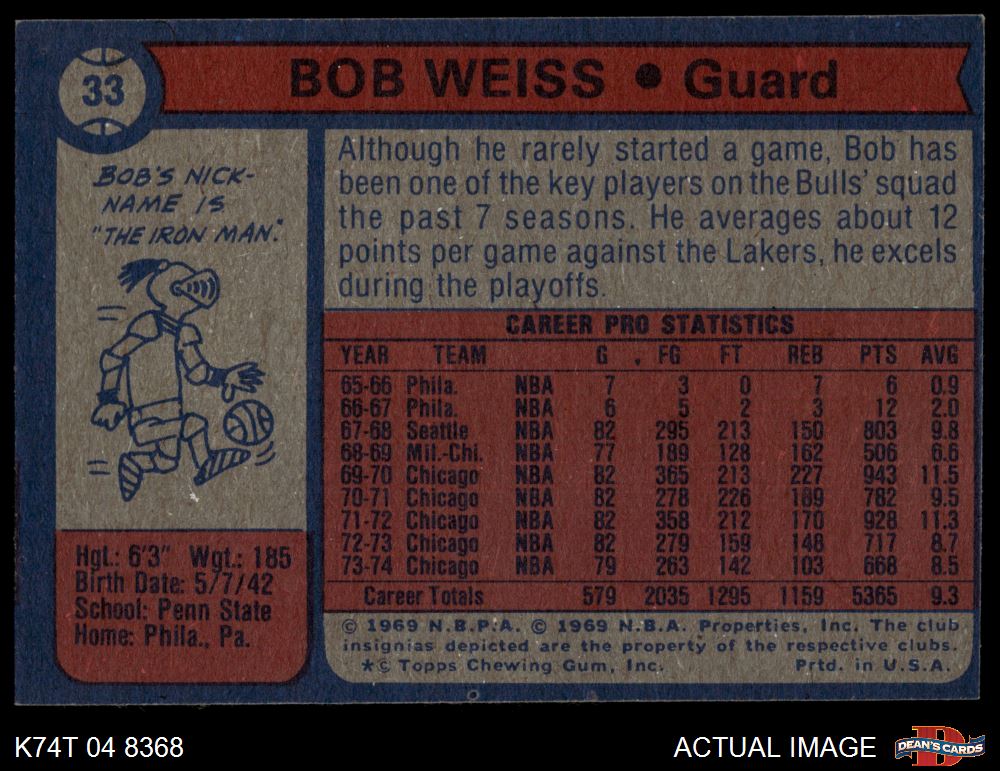 33
BOB WEISS • Guard
BOB'S NICK-
NAME IS
"THE IRON MAN."
Although he rarely started a game, Bob has
been one of the key players on the Bulls' squad
the past 7 seasons. He averages about 12
points per game against the Lakers, he excels
during the playoffs.
CAREER PRO STATISTICS
YEAR TEAM G FG FT REB PTS AVG
65-66 Phila. NBA 7 3 0 7 6 0.9
66-67 Phila. NBA 6 5 2 3 12 2.0
67-68 Seattle NBA 82 295 213 150 803 9.8
68-69 Mil.-Chi. NBA 77 189 128 162 506 6.6
69-70 Chicago NBA 82 365 213 227 943 11.5
70-71 Chicago NBA 82 278 226 189 782 9.5
71-72 Chicago NBA 82 358 212 170 928 11.3
72-73 Chicago NBA 82 279 159 148 717 8.7
73-74 Chicago NBA 79 263 142 103 668 8.5
Career Totals 579 2035 1295 1159 5365 9.3
Hgt.: 6'3" Wgt.: 185
Birth Date: 5/7/42
School: Penn State
Home: Phila., Pa.
© 1969 N.B.P.A. © 1969 N.B.A. Properties, Inc. The club
insignias depicted are the property of the respective clubs.
*© Topps Chewing Gum, Inc. Prtd. in U.S.A.
K74T 04 8368
ACTUAL IMAGE
D
DEAN'S CARDS